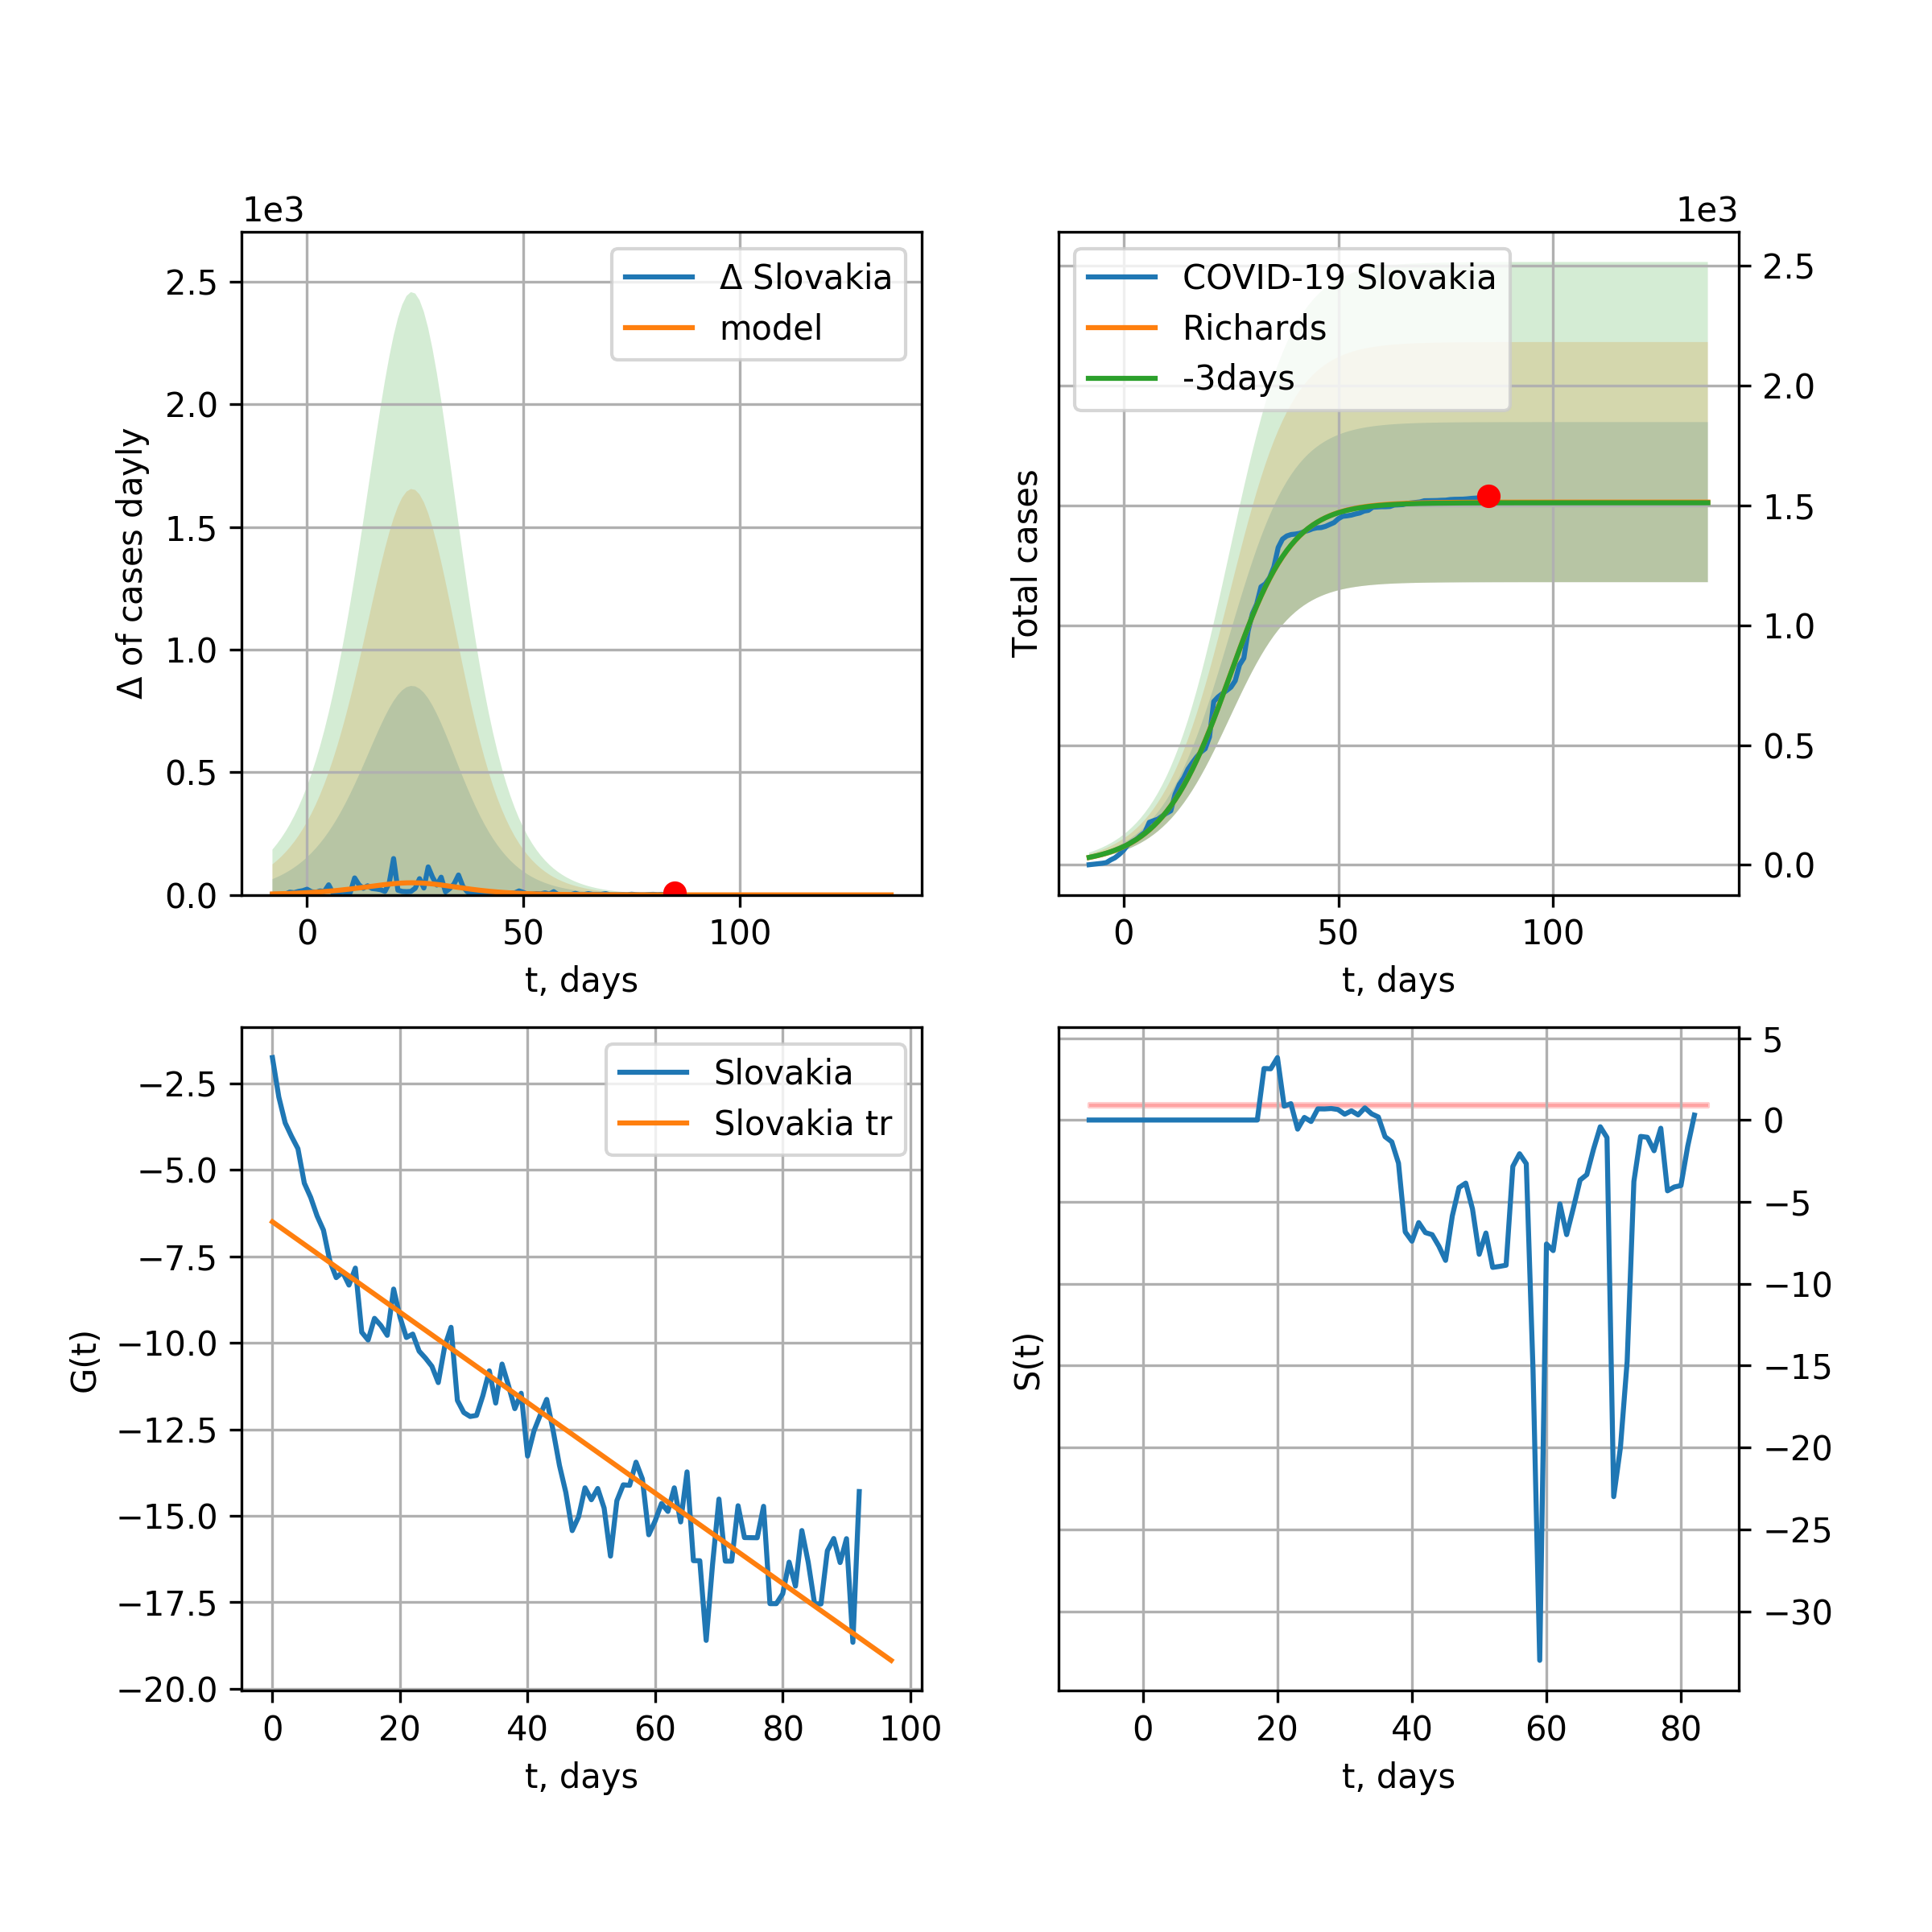 1e3
Δ of cases dayly
2.5
2.0
1.5
1.0
0.5
0.0
0 50 100
t, days
Δ Slovakia
model
1e3
Total cases
2.5
2.0
1.5
1.0
0.5
0.0
0 50 100
t, days
COVID-19 Slovakia
Richards
-3days
G(t)
−2.5
−5.0
−7.5
−10.0
−12.5
−15.0
−17.5
−20.0
0 20 40 60 80 100
t, days
Slovakia
Slovakia tr
S(t)
5
0
−5
−10
−15
−20
−25
−30
0 20 40 60 80
t, days